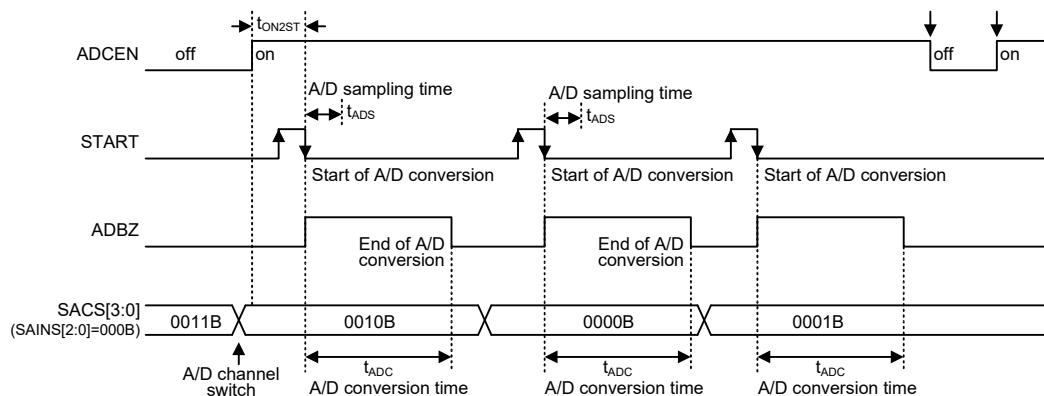 tON2ST
ADCEN
off
on
off
on
A/D sampling time
A/D sampling time
tADS
tADS
START
Start of A/D conversion
Start of A/D conversion
Start of A/D conversion
ADBZ
End of A/D
conversion
End of A/D
conversion
SACS[3:0]
(SAINS[2:0]=000B)
0011B
0010B
0000B
0001B
A/D channel
switch
tADC
A/D conversion time
tADC
A/D conversion time
tADC
A/D conversion time